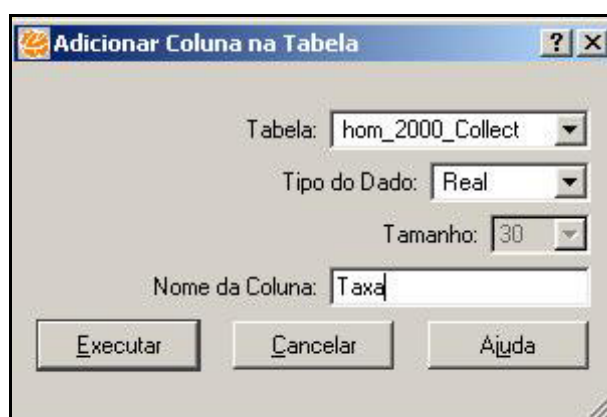 Adicionar Coluna na Tabela
Tabela: hom_2000_Collect
Tipo do Dado: Real
Tamanho: 30
Nome da Coluna: Taxa
Executar Cancelar Ajuda